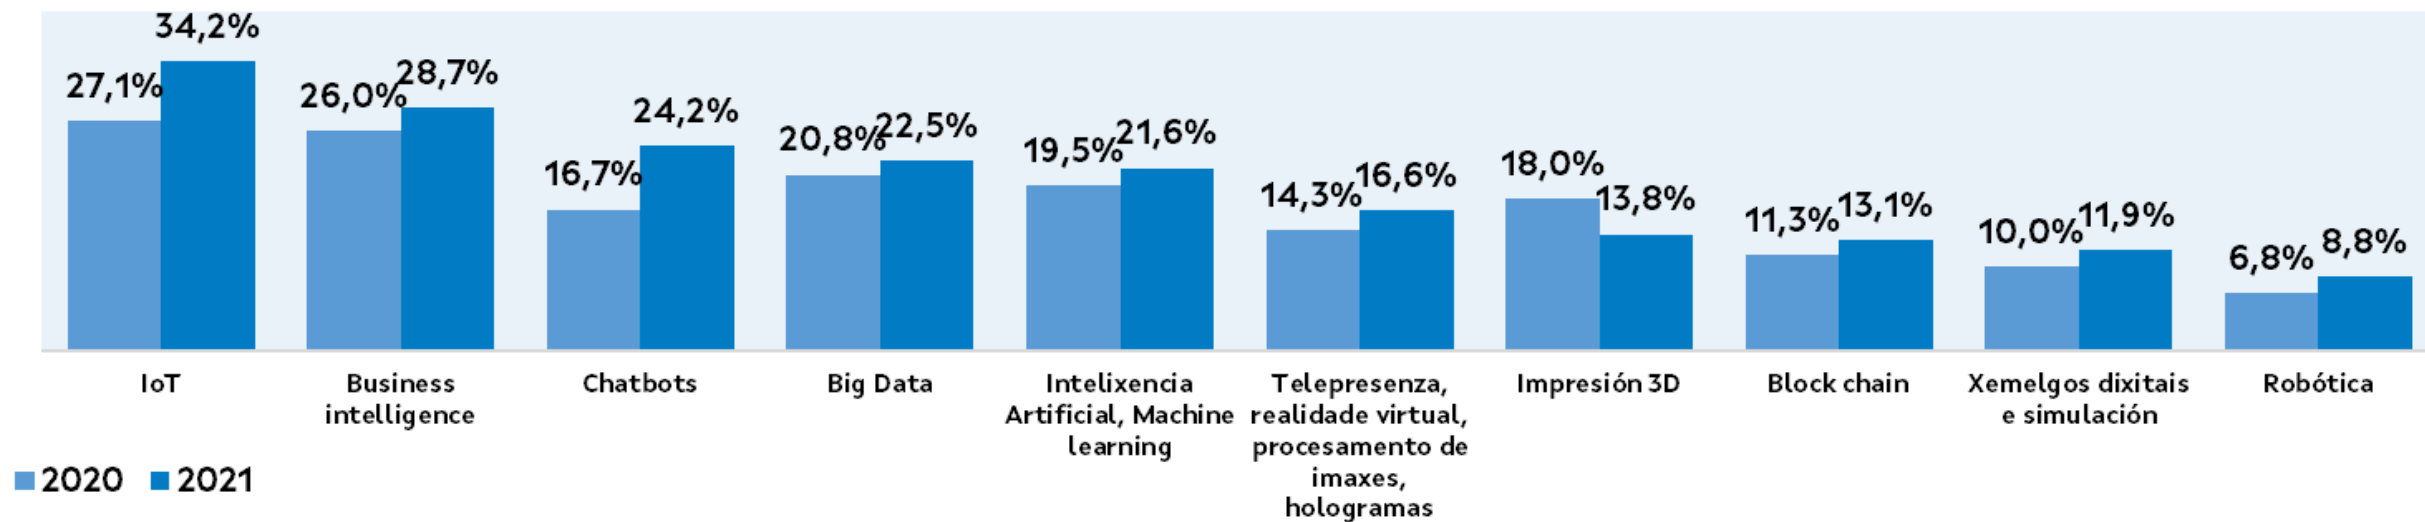 34,2%
27,1%
26,0%
28,7%
16,7%
24,2%
20,8%
22,5%
19,5%
21,6%
14,3%
16,6%
18,0%
13,8%
11,3%
13,1%
10,0%
11,9%
6,8%
8,8%
IoT
Business
intelligence
Chatbots
Big Data
Intelixencia
Artificial, Machine
learning
Telepresenza,
realidade virtual,
procesamento de
imaxes,
hologramas
Impresión 3D
Block chain
Xemelgos dixitais
e simulación
Robótica
2020
2021